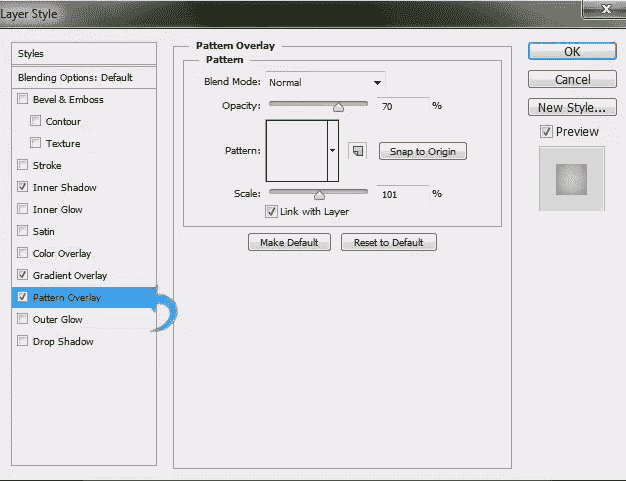 Layer Style
Styles
Blending Options: Default
Bevel & Emboss
Contour
Texture
Stroke
Inner Shadow
Inner Glow
Satin
Color Overlay
Gradient Overlay
Pattern Overlay
Outer Glow
Drop Shadow
Pattern Overlay
Pattern
Blend Mode: Normal
Opacity: 70 %
Pattern: Snap to Origin
Scale: 101 %
Link with Layer
Make Default Reset to Default
OK
Cancel
New Style...
Preview